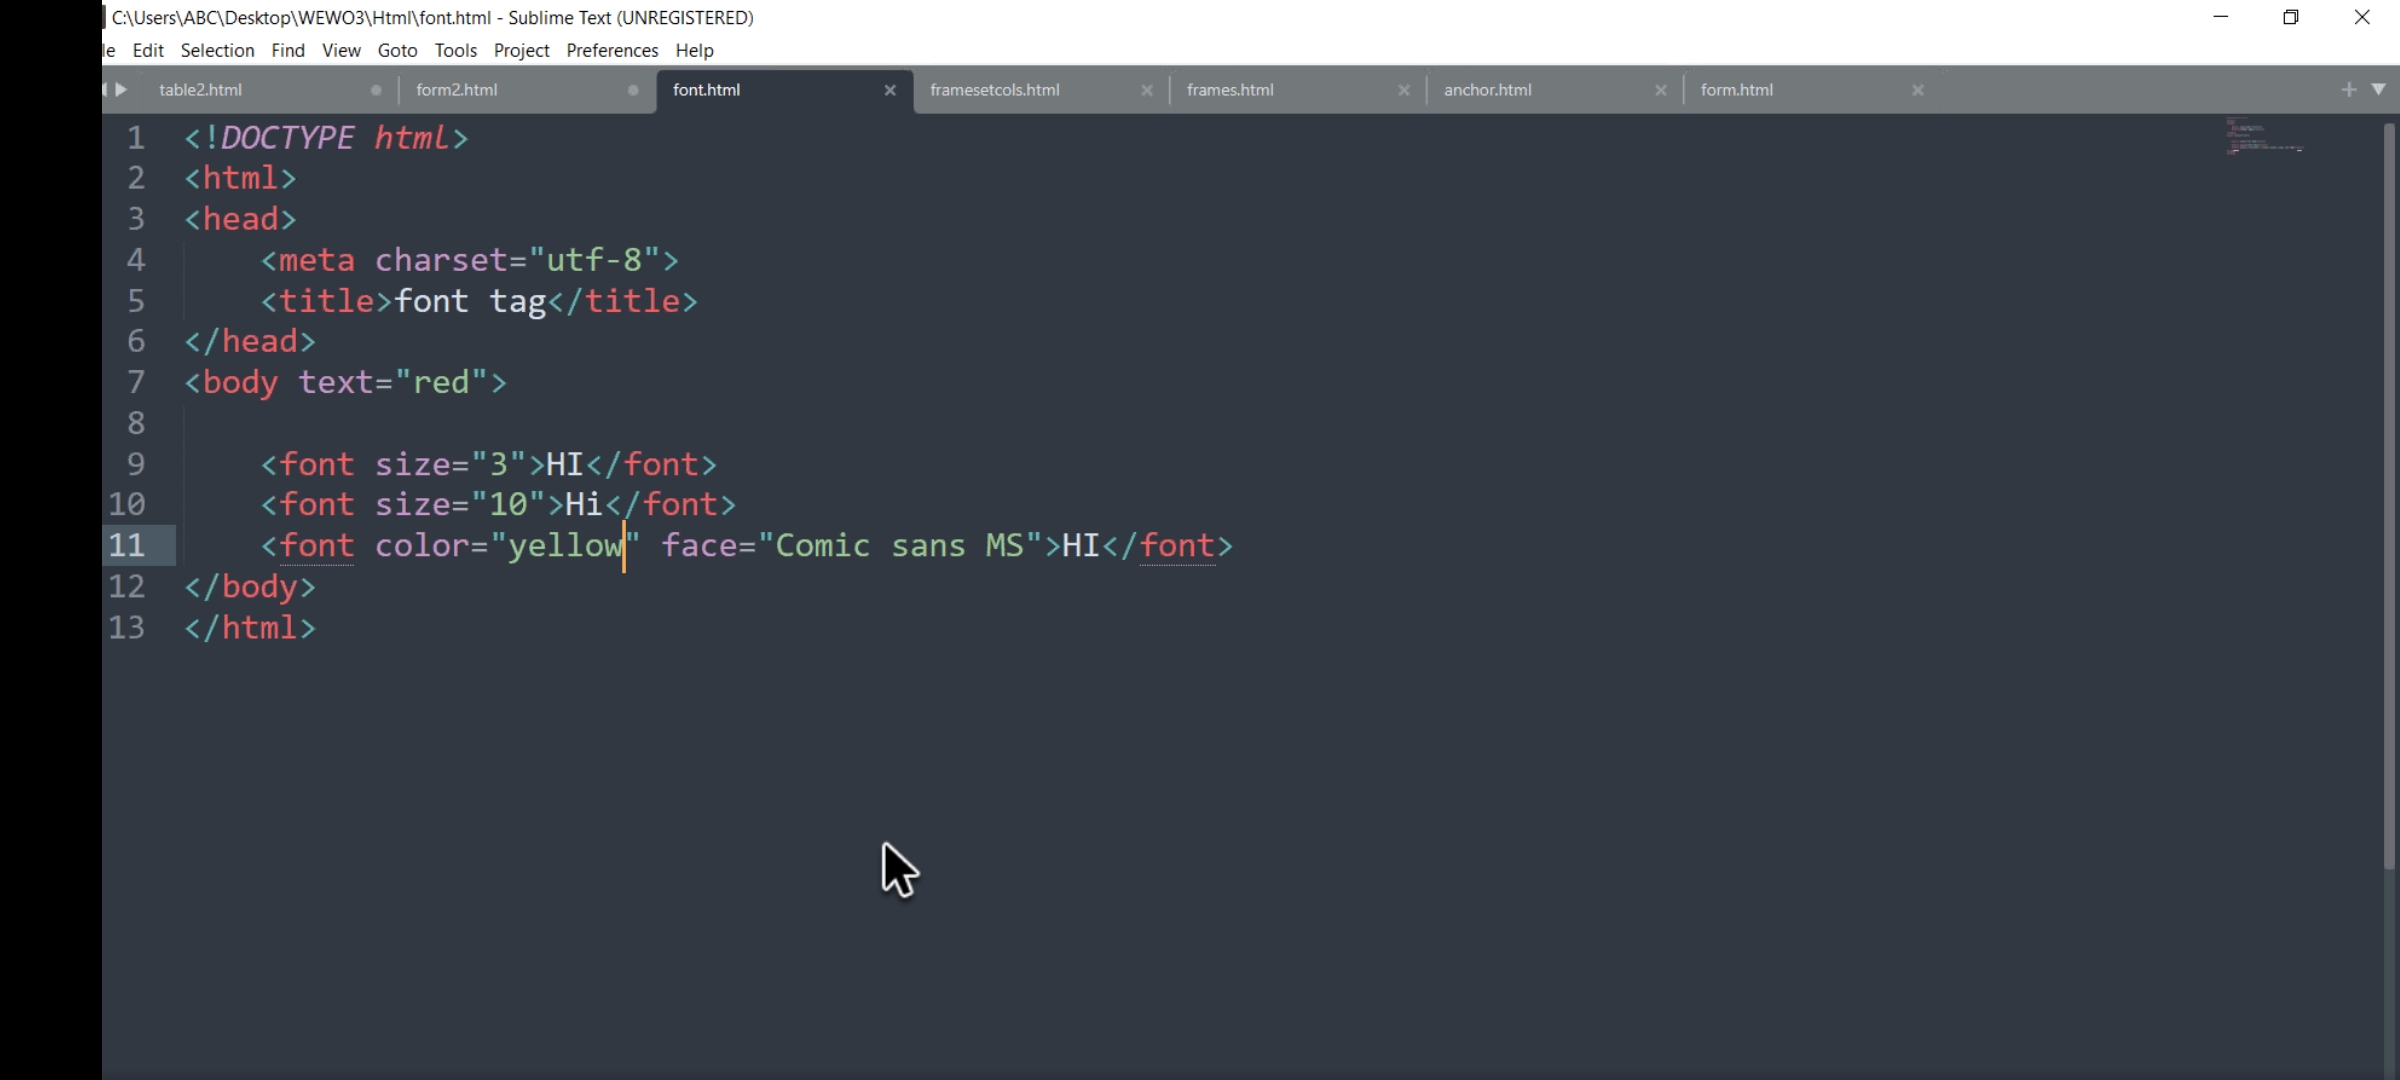 C:\Users\ABC\Desktop\WEWO3\Html\font.html - Sublime Text (UNREGISTERED)
le Edit Selection Find View Goto Tools Project Preferences Help
table2.html form2.html font.html framesetcols.html frames.html anchor.html form.html
1 <!DOCTYPE html>
2 <html>
3 <head>
4 <meta charset="utf-8">
5 <title>font tag</title>
6 </head>
7 <body text="red">
8
9 <font size="3">HI</font>
10 <font size="10">Hi</font>
11 <font color="yellow" face="Comic sans MS">HI</font>
12 </body>
13 </html>